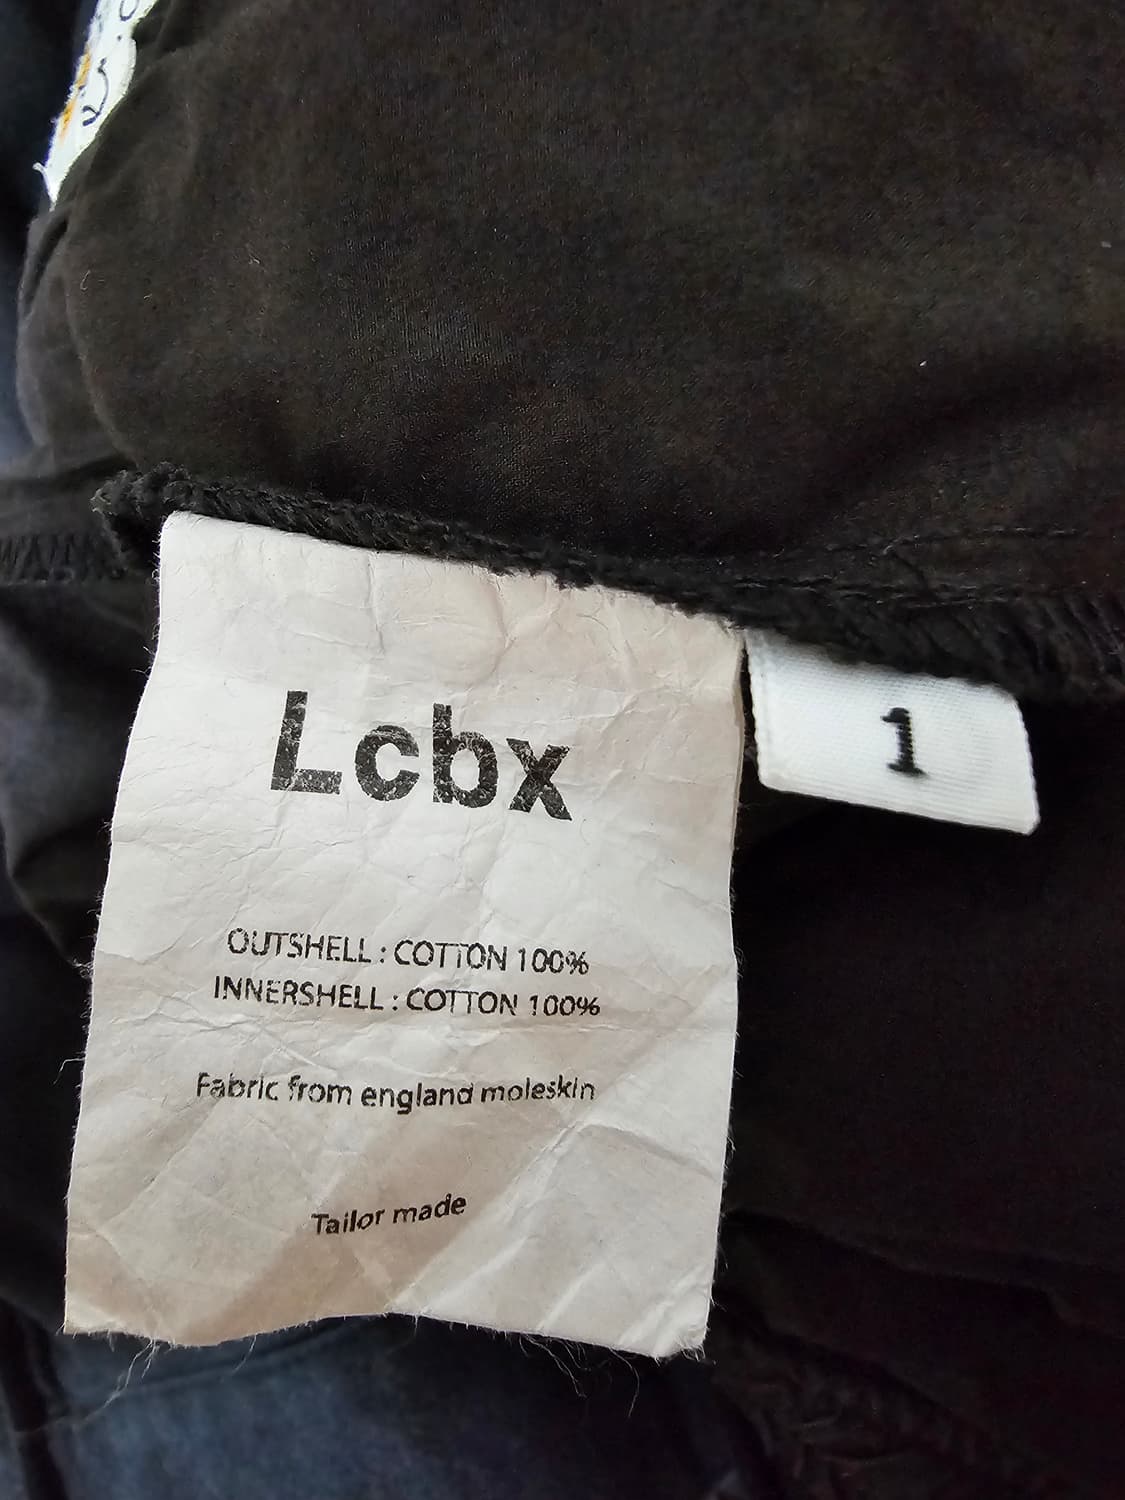 Lcbx
1
OUTSHELL : COTTON 100%
INNERSHELL : COTTON 100%
Fabric from england moleskin
Tailor made